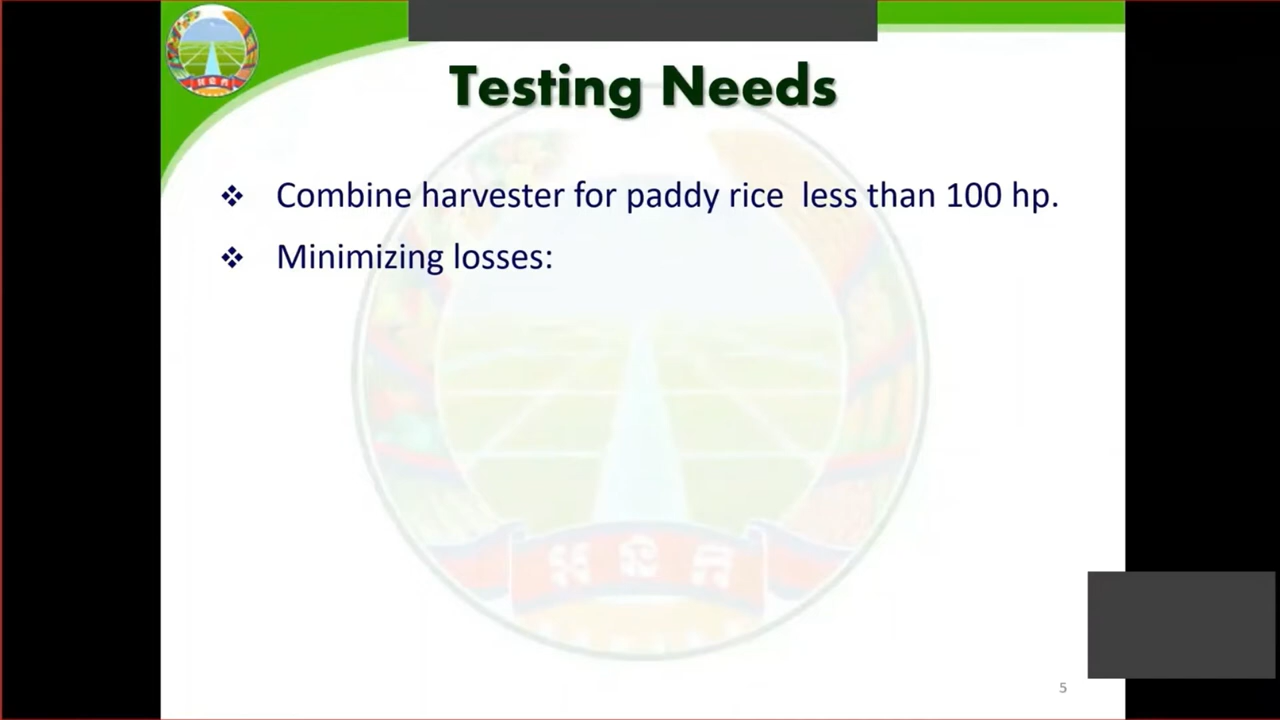 Testing Needs
❖ Combine harvester for paddy rice  less than 100 hp.
❖ Minimizing losses:
5